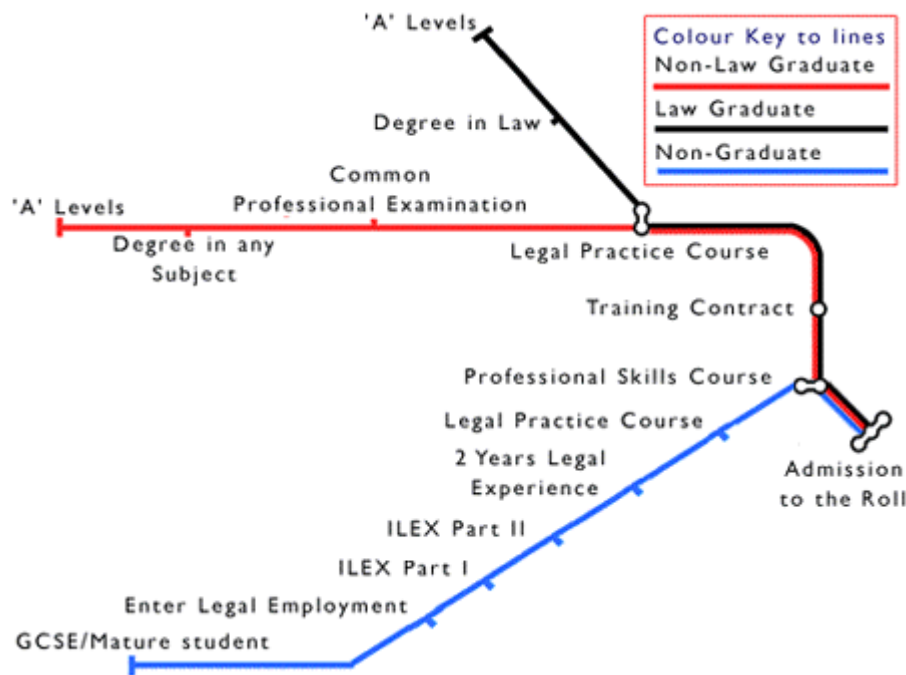 'A' Levels
Colour Key to lines
Non-Law Graduate
Law Graduate
Non-Graduate
Degree in Law
Common
Professional Examination
'A' Levels
Degree in any
Subject
Legal Practice Course
Training Contract
Professional Skills Course
Legal Practice Course
2 Years Legal
Experience
Admission
to the Roll
ILEX Part II
ILEX Part I
Enter Legal Employment
GCSE/Mature student